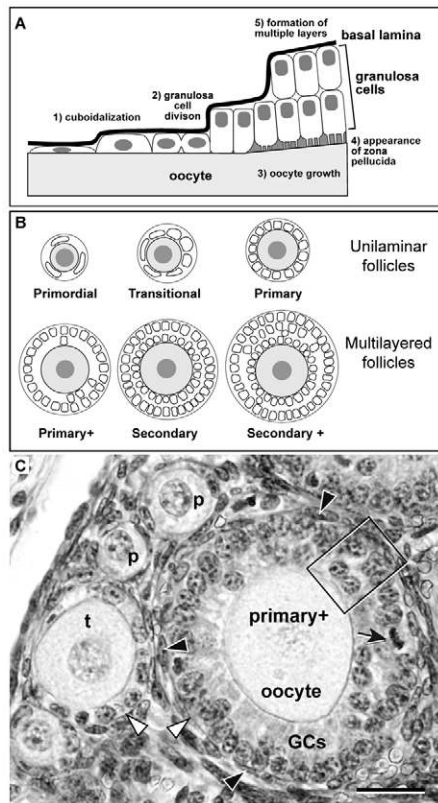 A
5) formation of
multiple layers
basal lamina
2) granulosa
cell
divison
granulosa
cells
1) cuboidalization
4) appearance
of zona
pellucida
3) oocyte growth
oocyte
B
Primordial
Transitional
Primary
Unilaminar
follicles
Primary+
Secondary
Secondary +
Multilayered
follicles
C
p
p
t
primary+
oocyte
GCs